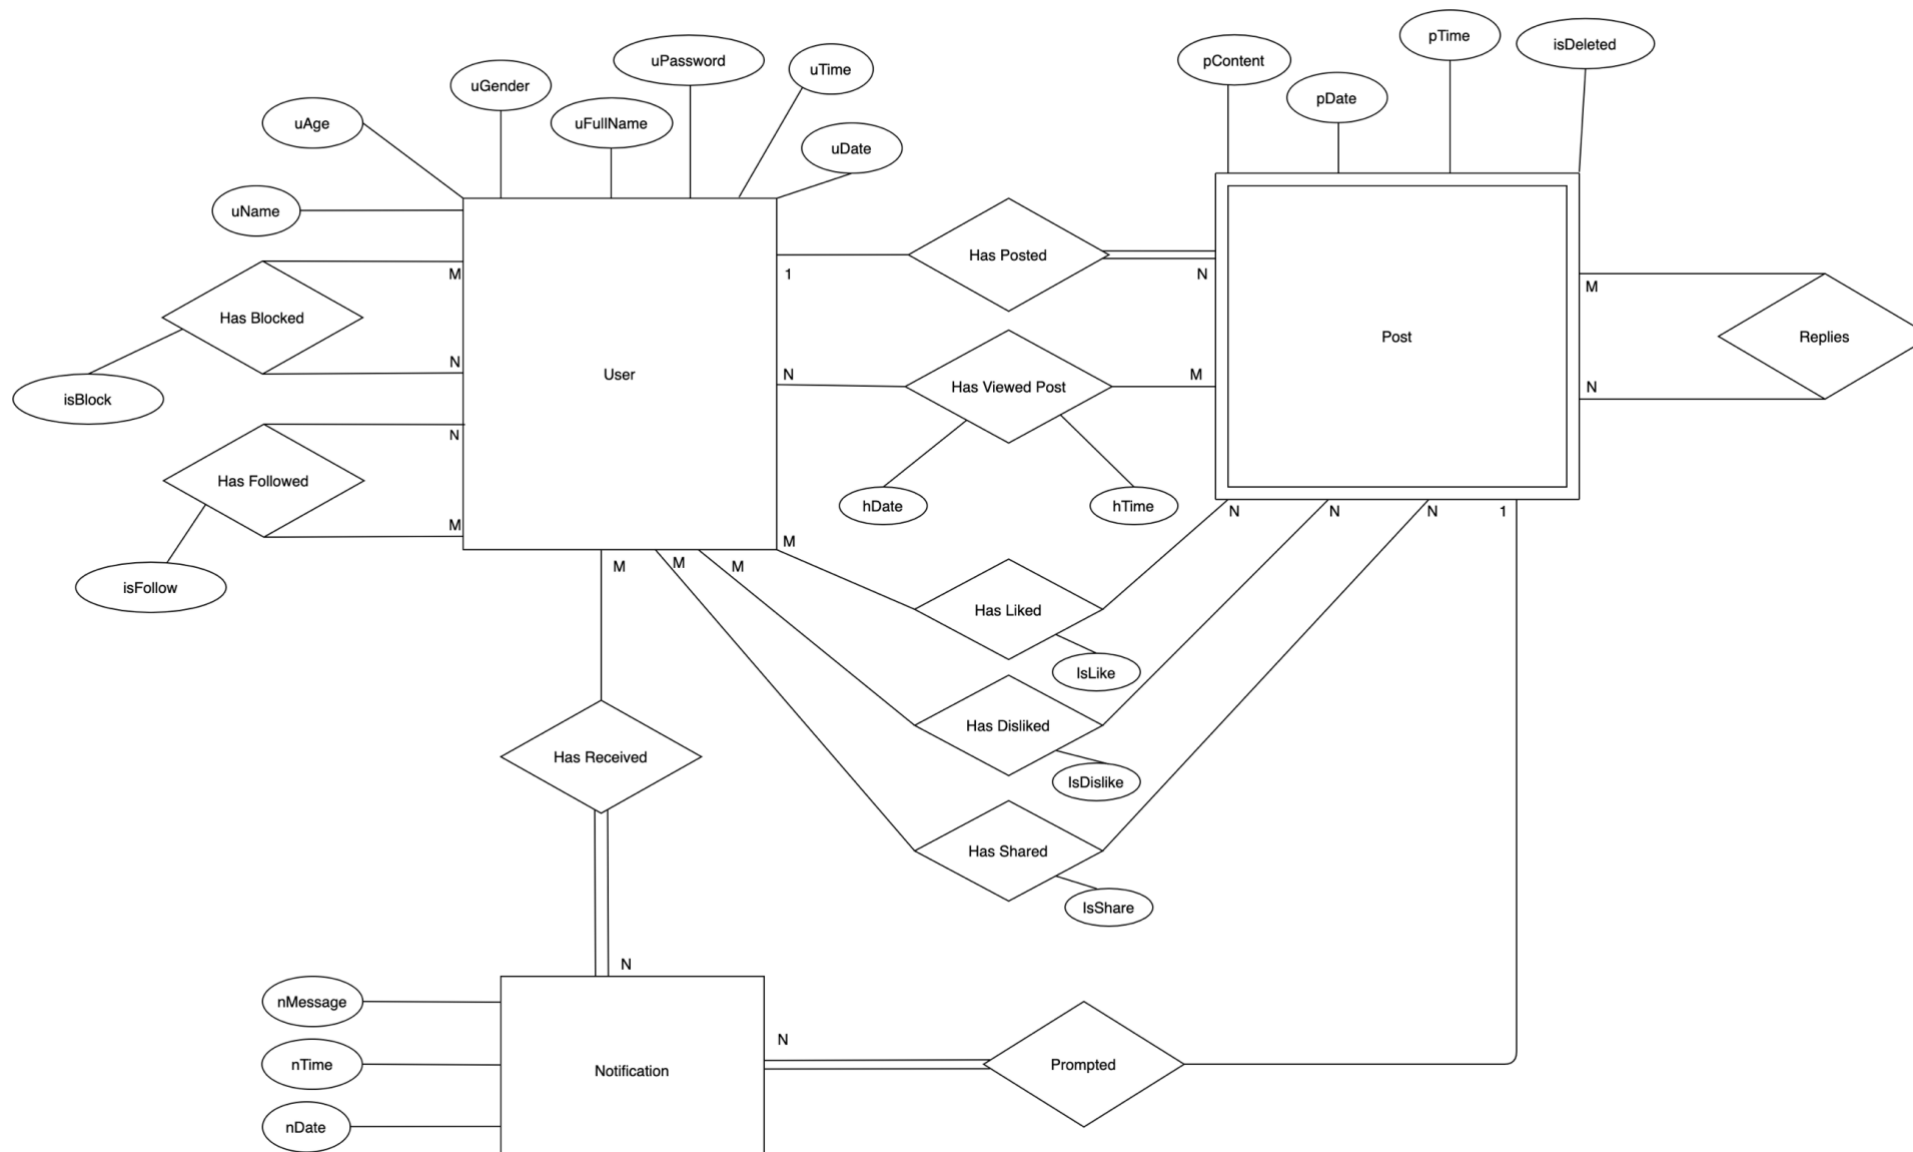 pTime
isDeleted
uPassword
pContent
uTime
uGender
pDate
uAge
uFullName
uDate
uName
Has Posted
M
1
N
M
Has Blocked
Replies
Post
N
User
N
Has Viewed Post
M
N
isBlock
N
Has Followed
hDate
hTime
M
N
N
N
1
M
M
M
M
isFollow
Has Liked
IsLike
Has Disliked
Has Received
IsDislike
Has Shared
IsShare
N
nMessage
N
nTime
Notification
Prompted
nDate